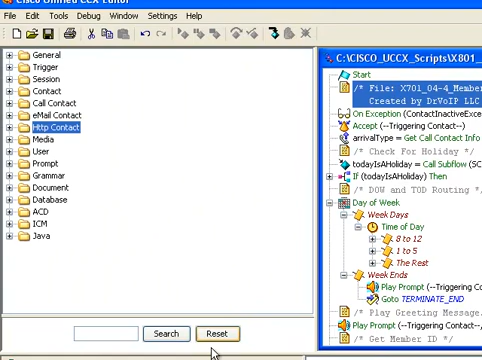 Cisco Unified CCX Editor
File Edit Tools Debug Window Settings Help
General
Trigger
Session
Contact
Call Contact
eMail Contact
Http Contact
Media
User
Prompt
Grammar
Document
Database
ACD
ICM
Java
Search Reset
C:\CISCO_UCCX_Scripts\X801_
Start
/* File: X701_04-4_Member
Created by DrVoIP LLC
On Exception (ContactInactiveExce
Accept (--Triggering Contact--)
arrivalType = Get Call Contact Info
/* Check For Holiday */
todayIsAHoliday = Call Subflow (SC
If (todayIsAHoliday) Then
/* DOW and TOD Routing */
Day of Week
Week Days
Time of Day
8 to 12
1 to 5
The Rest
Week Ends
Play Prompt (--Triggering C
Goto TERMINATE_END
/* Play Greeting Message
Play Prompt (--Triggering Contact--
/* Get Member ID */